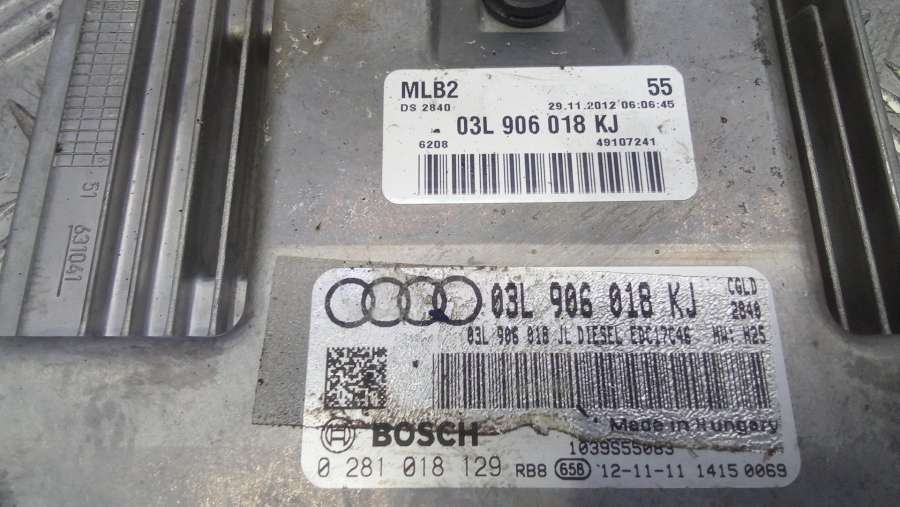 MLB2 55
DS 2840 29.11.2012 06:06:45
03L 906 018 KJ
6208 49107241
51
631041
03L 906 018 KJ CGLD
2840
03L 906 018 JL DIESEL EDC17C46 HW: H25
BOSCH Made in Hungary
1039S55083
0 281 018 129 RBB 658 12-11-11 1415 0069